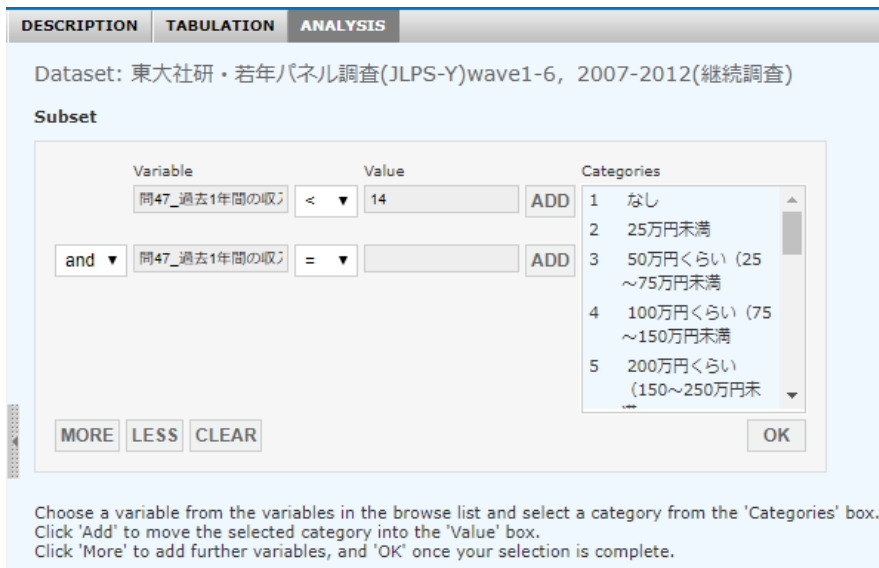 DESCRIPTION TABULATION ANALYSIS
Dataset: 東大社研・若年パネル調査(JLPS-Y)wave1-6, 2007-2012(継続調査)
Subset
Variable Value Categories
問47_過去1年間の収 < ▼ 14 ADD
and ▼ 問47_過去1年間の収 = ▼ ADD
1 なし
2 25万円未満
3 50万円くらい（25
～75万円未満
4 100万円くらい（75
～150万円未満
5 200万円くらい
（150～250万円未
MORE LESS CLEAR OK
Choose a variable from the variables in the browse list and select a category from the 'Categories' box.
Click 'Add' to move the selected category into the 'Value' box.
Click 'More' to add further variables, and 'OK' once your selection is complete.